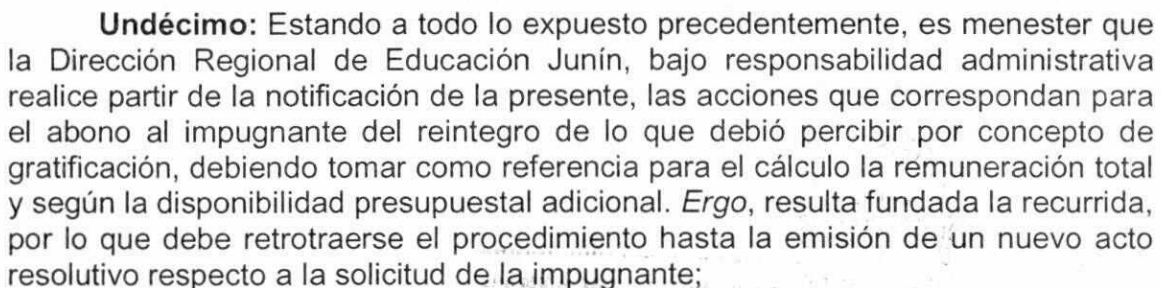 Undécimo: Estando a todo lo expuesto precedentemente, es menester que
la Dirección Regional de Educación Junín, bajo responsabilidad administrativa
realice partir de la notificación de la presente, las acciones que correspondan para
el abono al impugnante del reintegro de lo que debió percibir por concepto de
gratificación, debiendo tomar como referencia para el cálculo la remuneración total
y según la disponibilidad presupuestal adicional. Ergo, resulta fundada la recurrida,
por lo que debe retrotraerse el procedimiento hasta la emisión de un nuevo acto
resolutivo respecto a la solicitud de la impugnante;